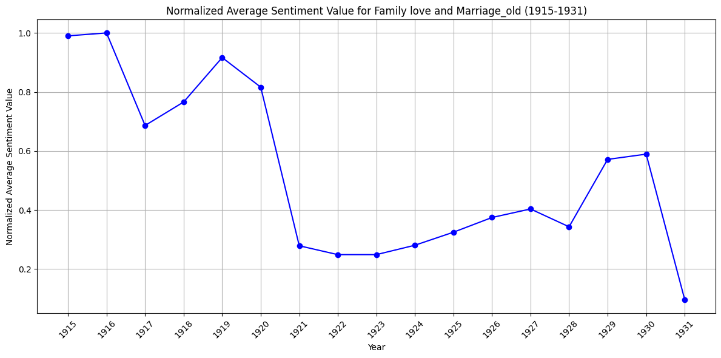 Normalized Average Sentiment Value for Family love and Marriage_old (1915-1931)
Normalized Average Sentiment Value
1.0
0.8
0.6
0.4
0.2
1915 1916 1917 1918 1919 1920 1921 1922 1923 1924 1925 1926 1927 1928 1929 1930 1931
Year